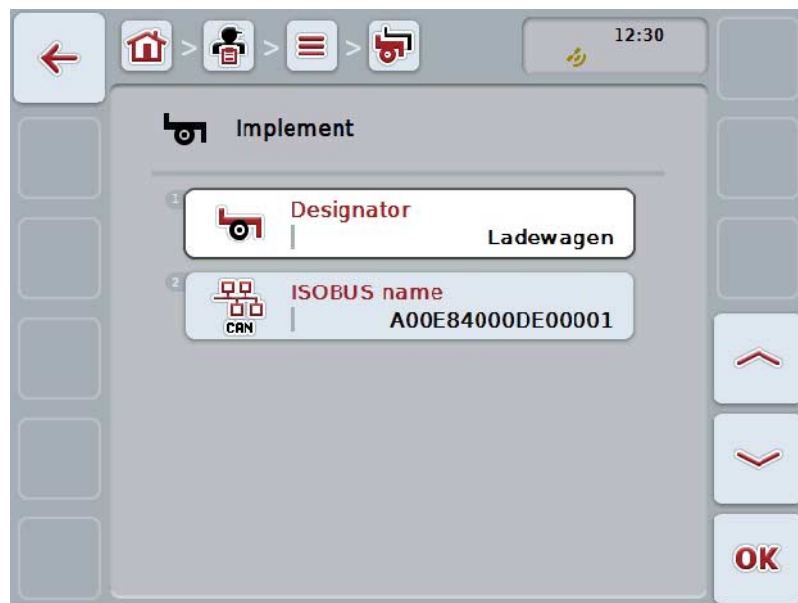 > > >
12:30
Implement
1
Designator
Ladewagen
2
ISOBUS name
CAN
A00E84000DE00001
OK